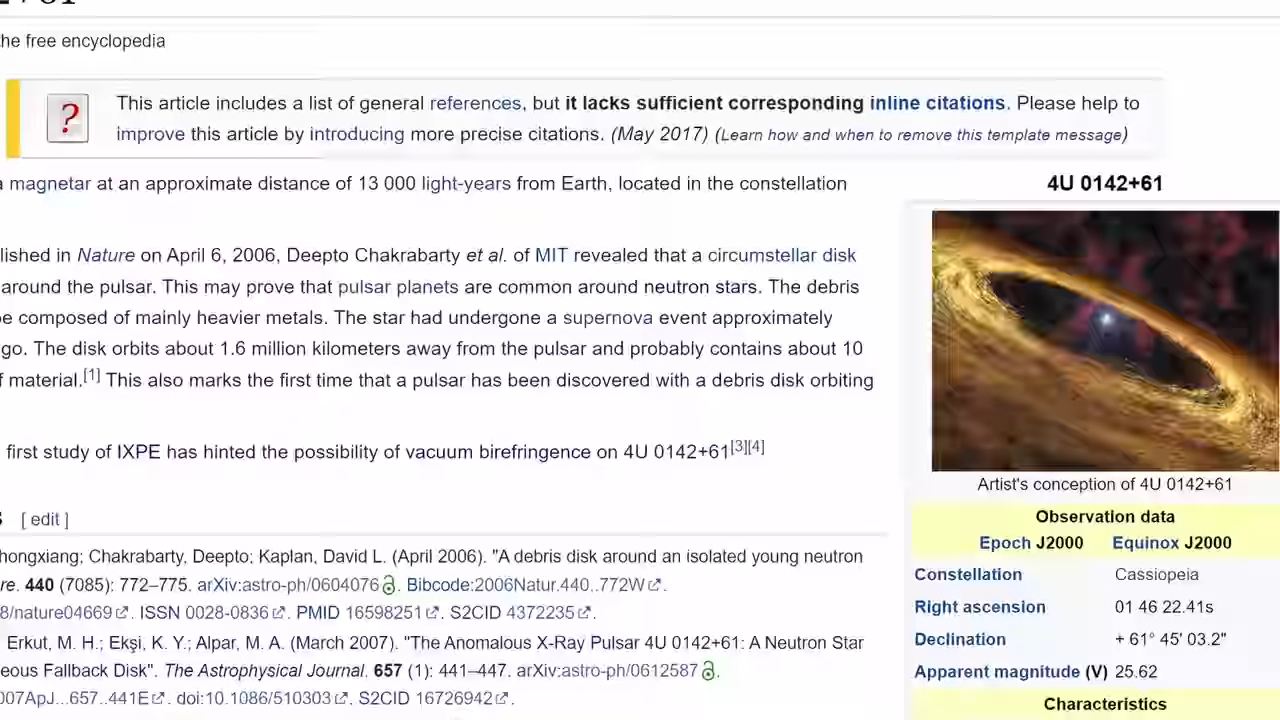 the free encyclopedia
This article includes a list of general references, but it lacks sufficient corresponding inline citations. Please help to
improve this article by introducing more precise citations. (May 2017) (Learn how and when to remove this template message)
a magnetar at an approximate distance of 13 000 light-years from Earth, located in the constellation
lished in Nature on April 6, 2006, Deepto Chakrabarty et al. of MIT revealed that a circumstellar disk
around the pulsar. This may prove that pulsar planets are common around neutron stars. The debris
be composed of mainly heavier metals. The star had undergone a supernova event approximately
go. The disk orbits about 1.6 million kilometers away from the pulsar and probably contains about 10
f material.[1] This also marks the first time that a pulsar has been discovered with a debris disk orbiting
first study of IXPE has hinted the possibility of vacuum birefringence on 4U 0142+61[3][4]
[ edit ]
hongxiang; Chakrabarty, Deepto; Kaplan, David L. (April 2006). "A debris disk around an isolated young neutron
re. 440 (7085): 772–775. arXiv:astro-ph/0604076. Bibcode:2006Natur.440..772W.
8/nature04669. ISSN 0028-0836. PMID 16598251. S2CID 4372235.
Erkut, M. H.; Ekşi, K. Y.; Alpar, M. A. (March 2007). "The Anomalous X-Ray Pulsar 4U 0142+61: A Neutron Star
eous Fallback Disk". The Astrophysical Journal. 657 (1): 441–447. arXiv:astro-ph/0612587.
007ApJ...657..441E. doi:10.1086/510303. S2CID 16726942.
4U 0142+61
Artist's conception of 4U 0142+61
Observation data
Epoch J2000 Equinox J2000
Constellation Cassiopeia
Right ascension 01 46 22.41s
Declination + 61° 45' 03.2"
Apparent magnitude (V) 25.62
Characteristics